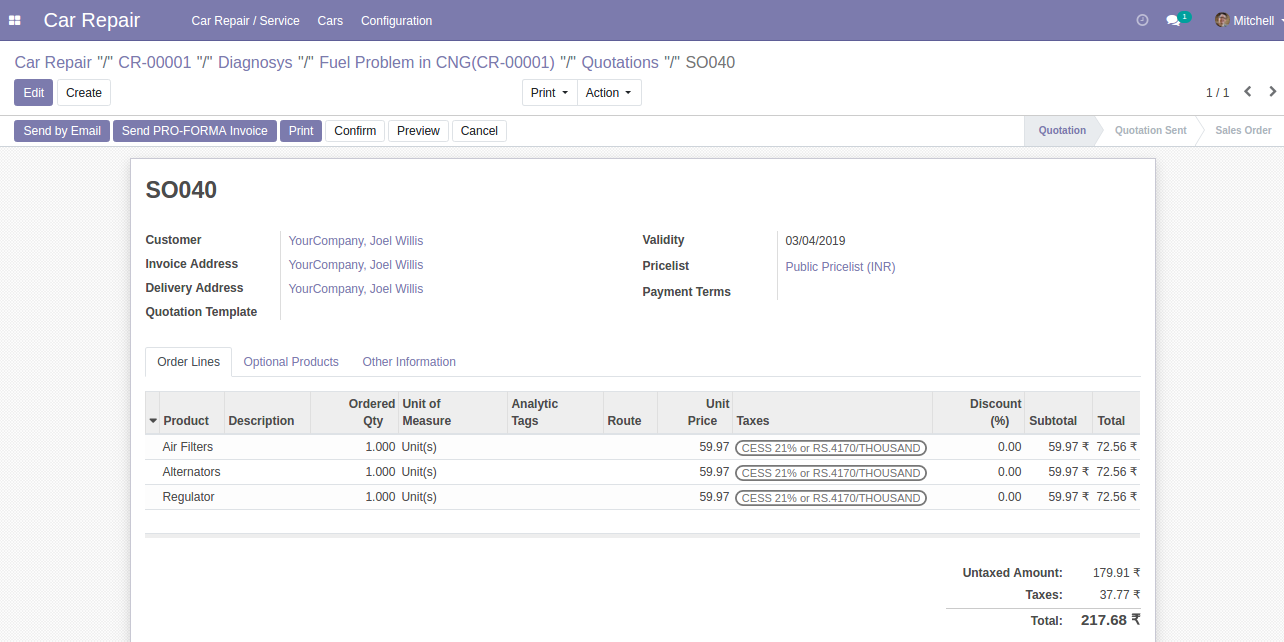 Car Repair Car Repair / Service Cars Configuration 1 Mitchell
Car Repair "/" CR-00001 "/" Diagnosys "/" Fuel Problem in CNG(CR-00001) "/" Quotations "/" SO040
Edit Create Print Action 1 / 1
Send by Email Send PRO-FORMA Invoice Print Confirm Preview Cancel Quotation Quotation Sent Sales Order
SO040
Customer YourCompany, Joel Willis
Invoice Address YourCompany, Joel Willis
Delivery Address YourCompany, Joel Willis
Quotation Template
Validity 03/04/2019
Pricelist Public Pricelist (INR)
Payment Terms
Order Lines Optional Products Other Information
Product Description Ordered Qty Unit of Measure Analytic Tags Route Unit Price Taxes Discount (%) Subtotal Total
Air Filters 1.000 Unit(s) 59.97 CESS 21% or RS.4170/THOUSAND 0.00 59.97 ₹ 72.56 ₹
Alternators 1.000 Unit(s) 59.97 CESS 21% or RS.4170/THOUSAND 0.00 59.97 ₹ 72.56 ₹
Regulator 1.000 Unit(s) 59.97 CESS 21% or RS.4170/THOUSAND 0.00 59.97 ₹ 72.56 ₹
Untaxed Amount: 179.91 ₹
Taxes: 37.77 ₹
Total: 217.68 ₹